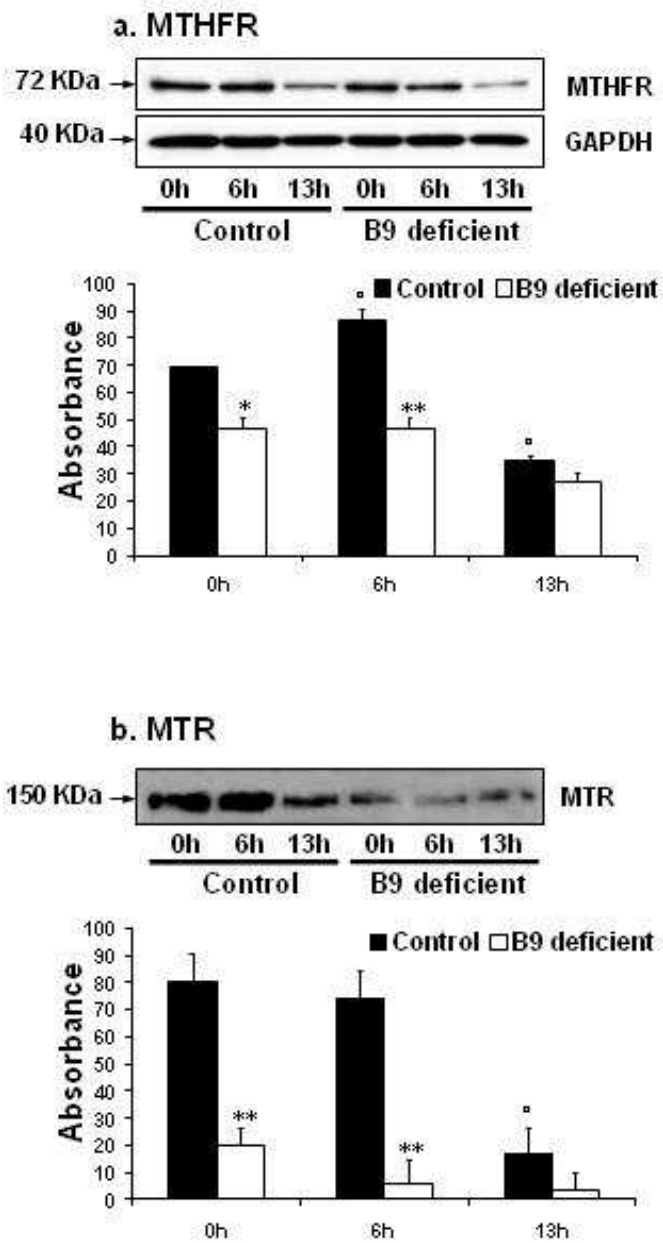 a. MTHFR
72 KDa → MTHFR
40 KDa → GAPDH
0h 6h 13h 0h 6h 13h
Control B9 deficient
■ Control □ B9 deficient
Absorbance
100
90
80
70
60
50
40
30
20
10
0
° * ** °
0h 6h 13h
b. MTR
150 KDa → MTR
0h 6h 13h 0h 6h 13h
Control B9 deficient
■ Control □ B9 deficient
Absorbance
100
90
80
70
60
50
40
30
20
10
0
** ** °
0h 6h 13h